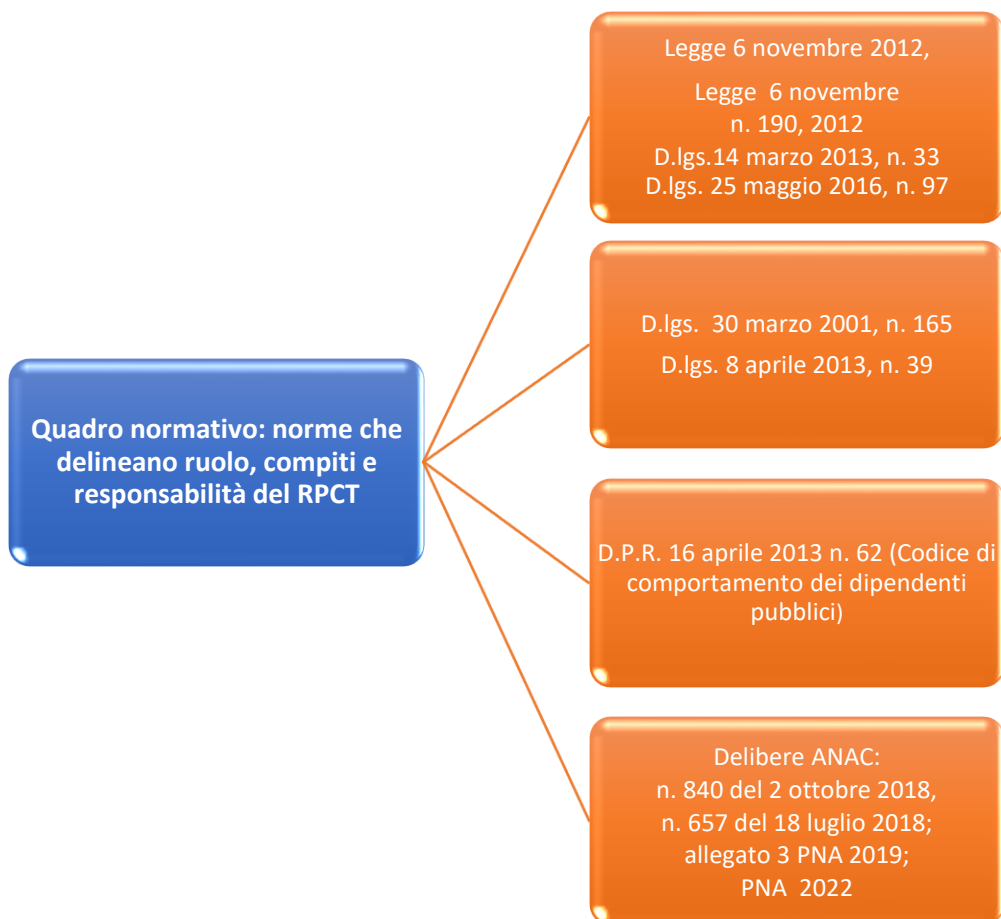 Quadro normativo: norme che
delineano ruolo, compiti e
responsabilità del RPCT
Legge 6 novembre 2012,
Legge  6 novembre
n. 190, 2012
D.lgs.14 marzo 2013, n. 33
D.lgs. 25 maggio 2016, n. 97
D.lgs.  30 marzo 2001, n. 165
D.lgs. 8 aprile 2013, n. 39
D.P.R. 16 aprile 2013 n. 62 (Codice di
comportamento dei dipendenti
pubblici)
Delibere ANAC:
n. 840 del 2 ottobre 2018,
n. 657 del 18 luglio 2018;
allegato 3 PNA 2019;
PNA  2022